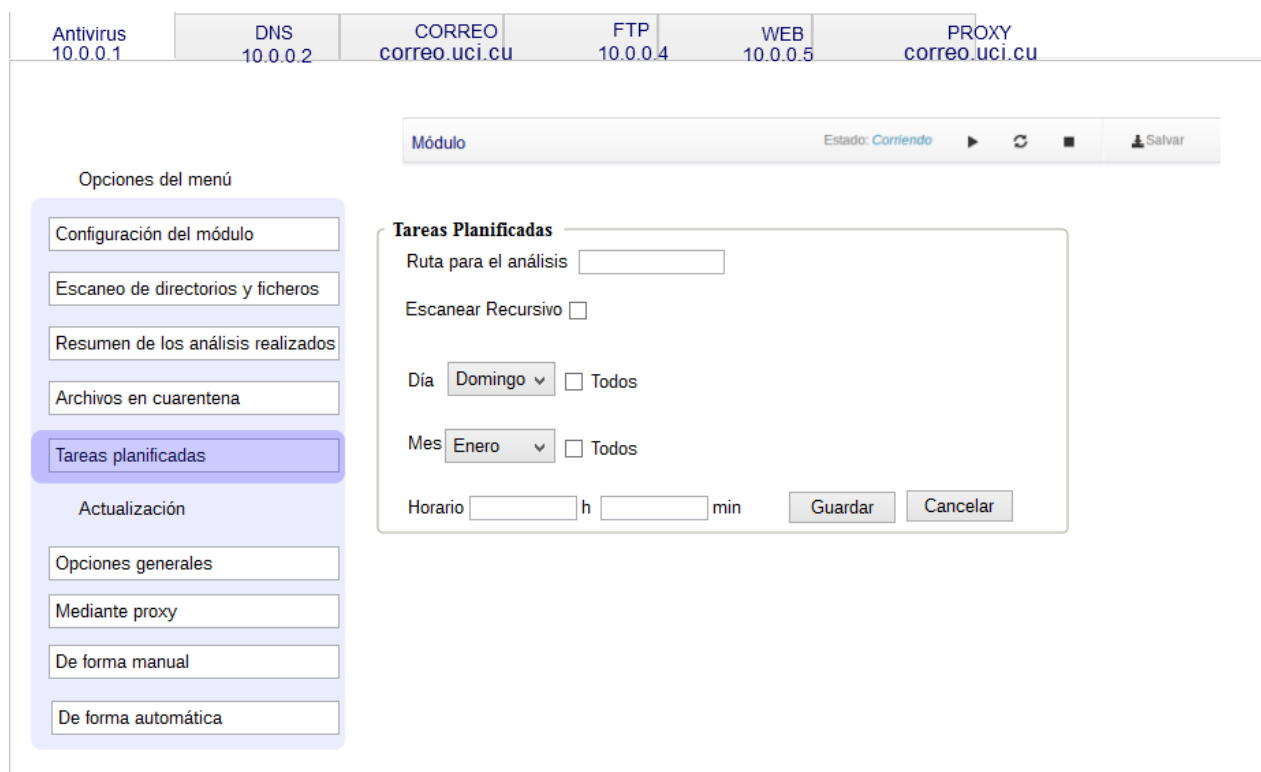 Antivirus
10.0.0.1
DNS
10.0.0.2
CORREO
correo.uci.cu
FTP
10.0.0.4
WEB
10.0.0.5
PROXY
correo.uci.cu
Módulo
Estado: Corriendo
Salvar
Opciones del menú
Configuración del módulo
Escaneo de directorios y ficheros
Resumen de los análisis realizados
Archivos en cuarentena
Tareas planificadas
Actualización
Opciones generales
Mediante proxy
De forma manual
De forma automática
Tareas Planificadas
Ruta para el análisis
Escanear Recursivo
Día Domingo Todos
Mes Enero Todos
Horario h min Guardar Cancelar